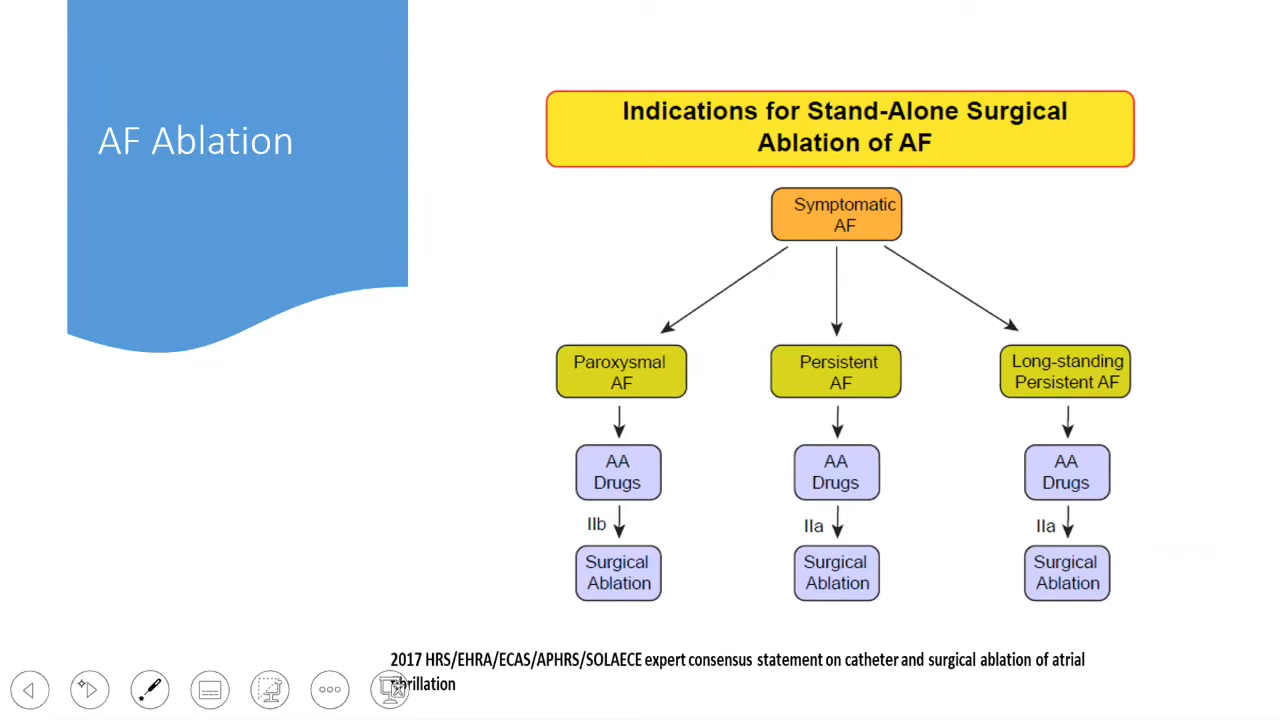 AF Ablation
Indications for Stand-Alone Surgical
Ablation of AF
Symptomatic
AF
Paroxysmal
AF
Persistent
AF
Long-standing
Persistent AF
AA
Drugs
AA
Drugs
AA
Drugs
IIb
IIa
IIa
Surgical
Ablation
Surgical
Ablation
Surgical
Ablation
2017 HRS/EHRA/ECAS/APHRS/SOLAECE expert consensus statement on catheter and surgical ablation of atrial
fibrillation